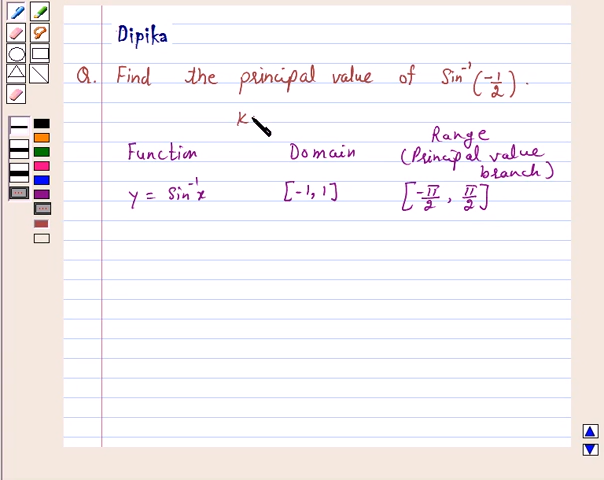 Dipika
Q. Find the principal value of Sin⁻¹(-1/2).
K
Range
Function Domain (Principal value
branch)
y = Sin⁻¹x [-1, 1] [-π/2, π/2]